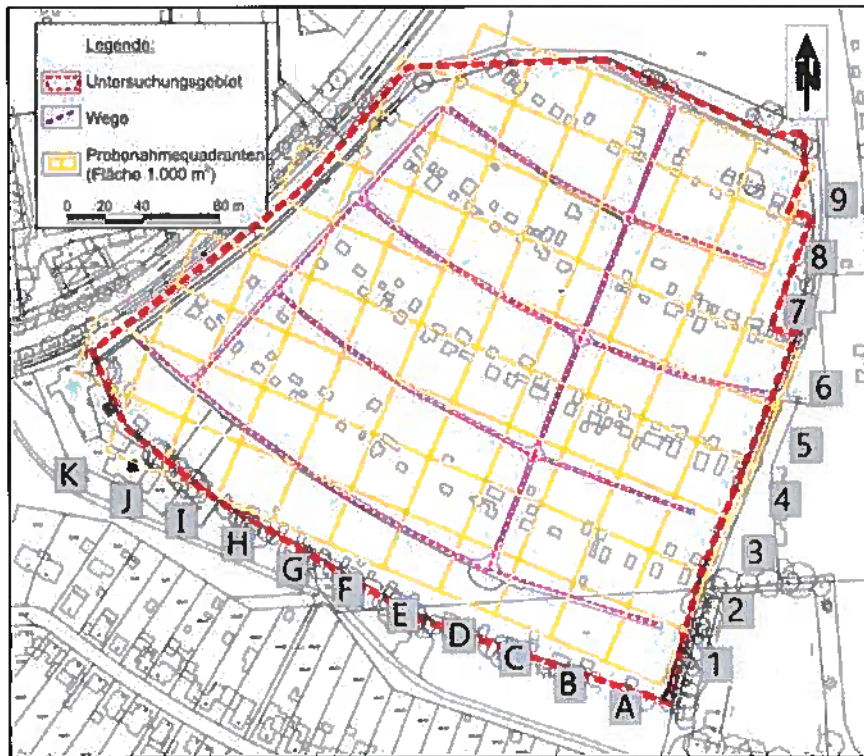 Legende:
Untersuchungsgebiet
Wege
Probenahmequadranten
(Fläche 1.000 m²)
0 20 40 80 m
N
9
8
7
6
5
4
3
2
1
K
J
I
H
G
F
E
D
C
B
A